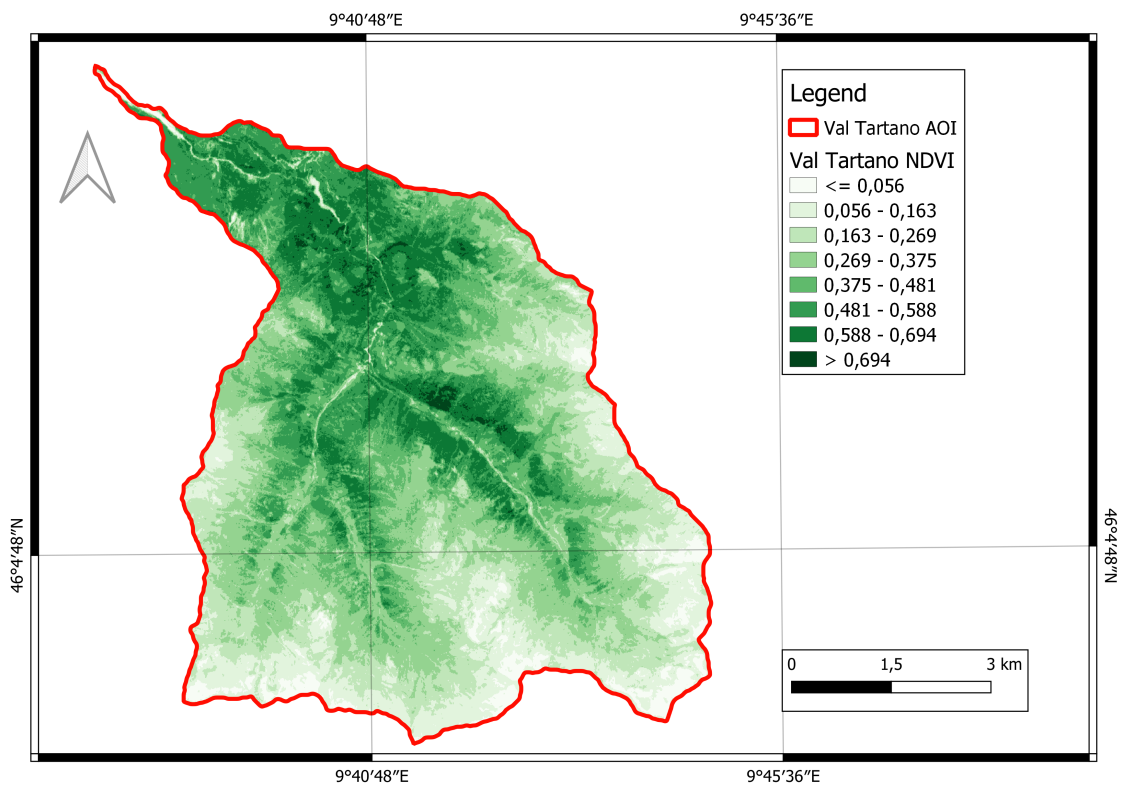 9°40′48″E
9°45′36″E
Legend
Val Tartano AOI
Val Tartano NDVI
<= 0,056
0,056 - 0,163
0,163 - 0,269
0,269 - 0,375
0,375 - 0,481
0,481 - 0,588
0,588 - 0,694
> 0,694
46°4′48″N
46°4′48″N
0
1,5
3 km
9°40′48″E
9°45′36″E